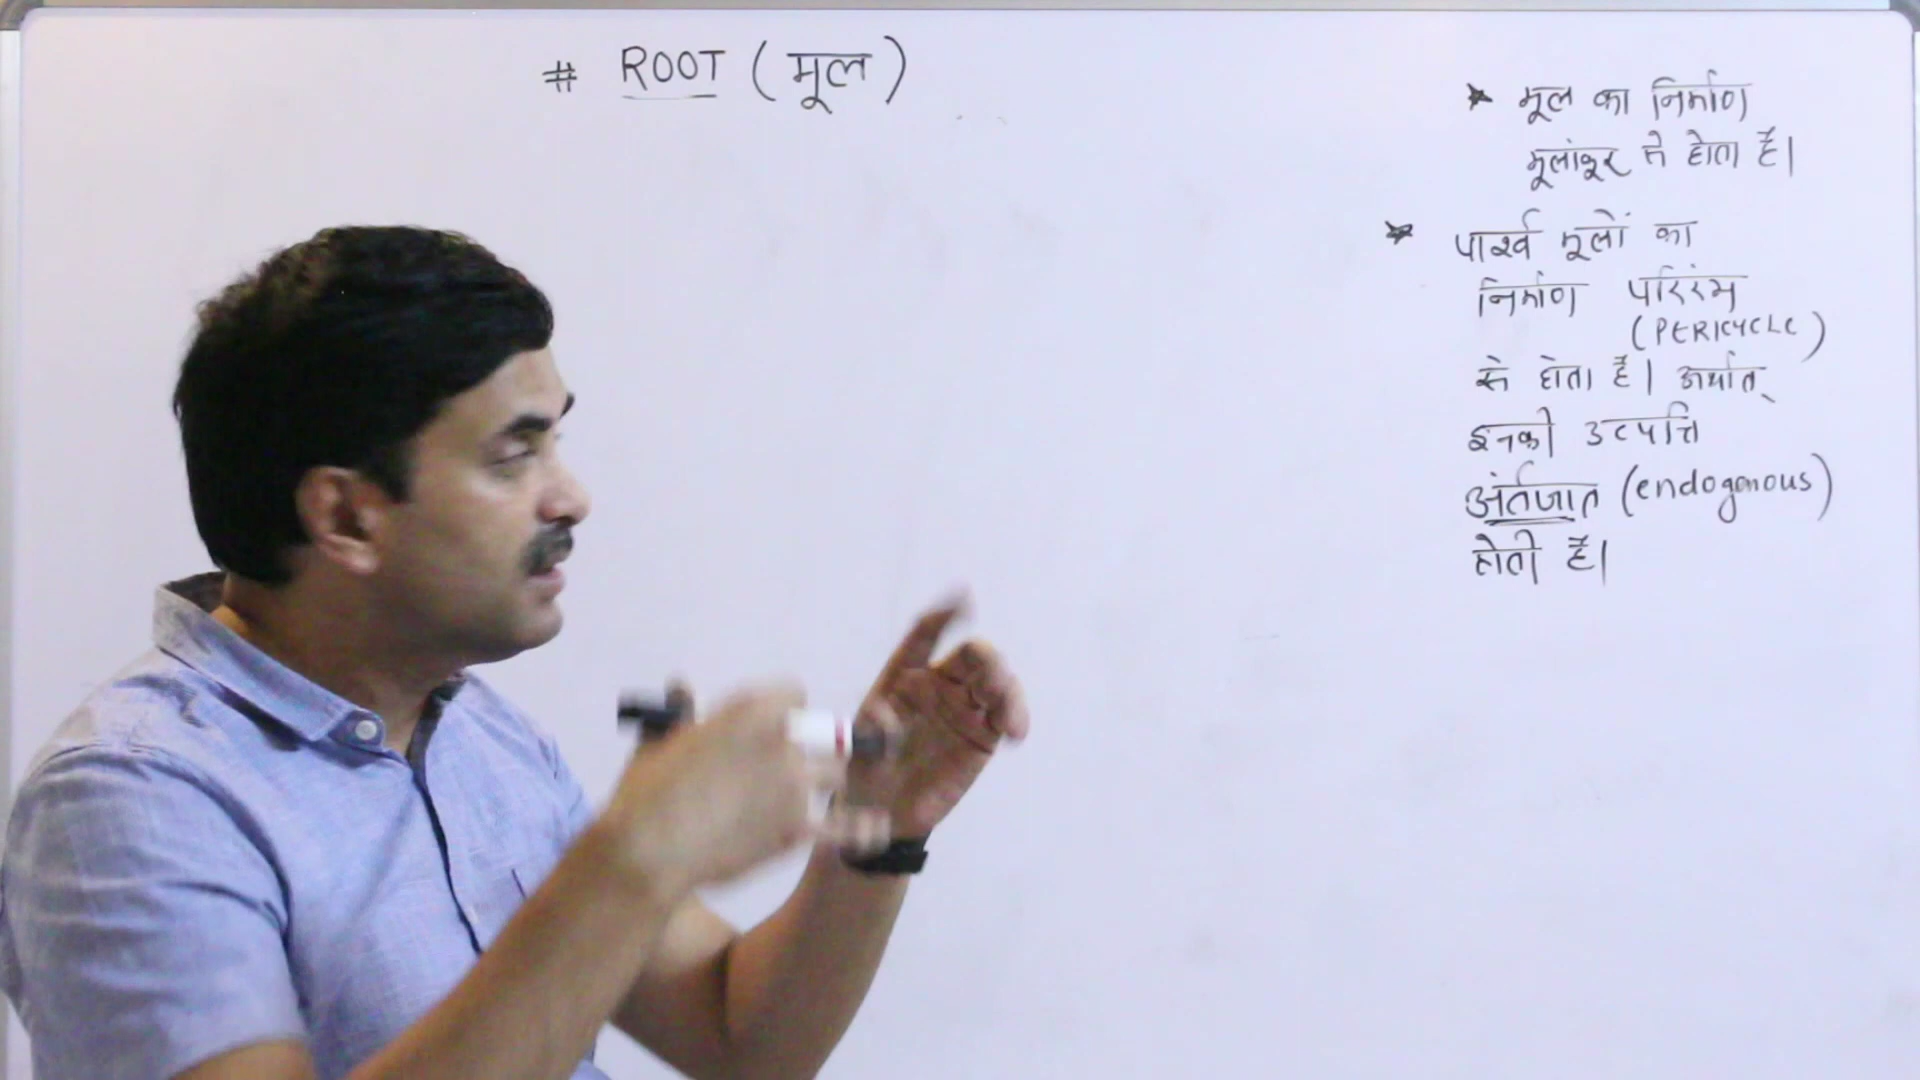 # ROOT (मूल)
* मूल का निर्माण
मूलांकूर से होता है।
* पार्श्व मूलों का
निर्माण परिरंभ
(PERICYCLE)
से होता है। अर्थात्
इनकी उत्पत्ति
अंर्तजात (endogenous)
होती है।